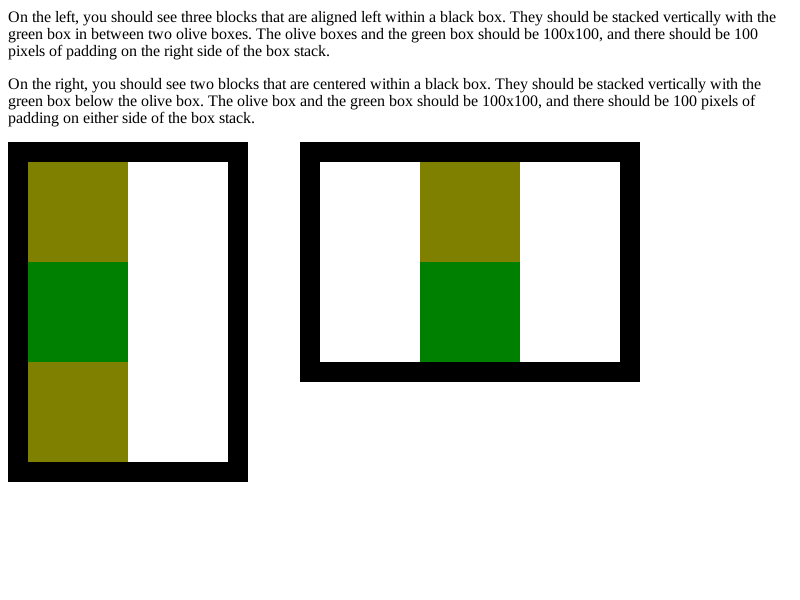 On the left, you should see three blocks that are aligned left within a black box. They should be stacked vertically with the
green box in between two olive boxes. The olive boxes and the green box should be 100x100, and there should be 100
pixels of padding on the right side of the box stack.
On the right, you should see two blocks that are centered within a black box. They should be stacked vertically with the
green box below the olive box. The olive box and the green box should be 100x100, and there should be 100 pixels of
padding on either side of the box stack.